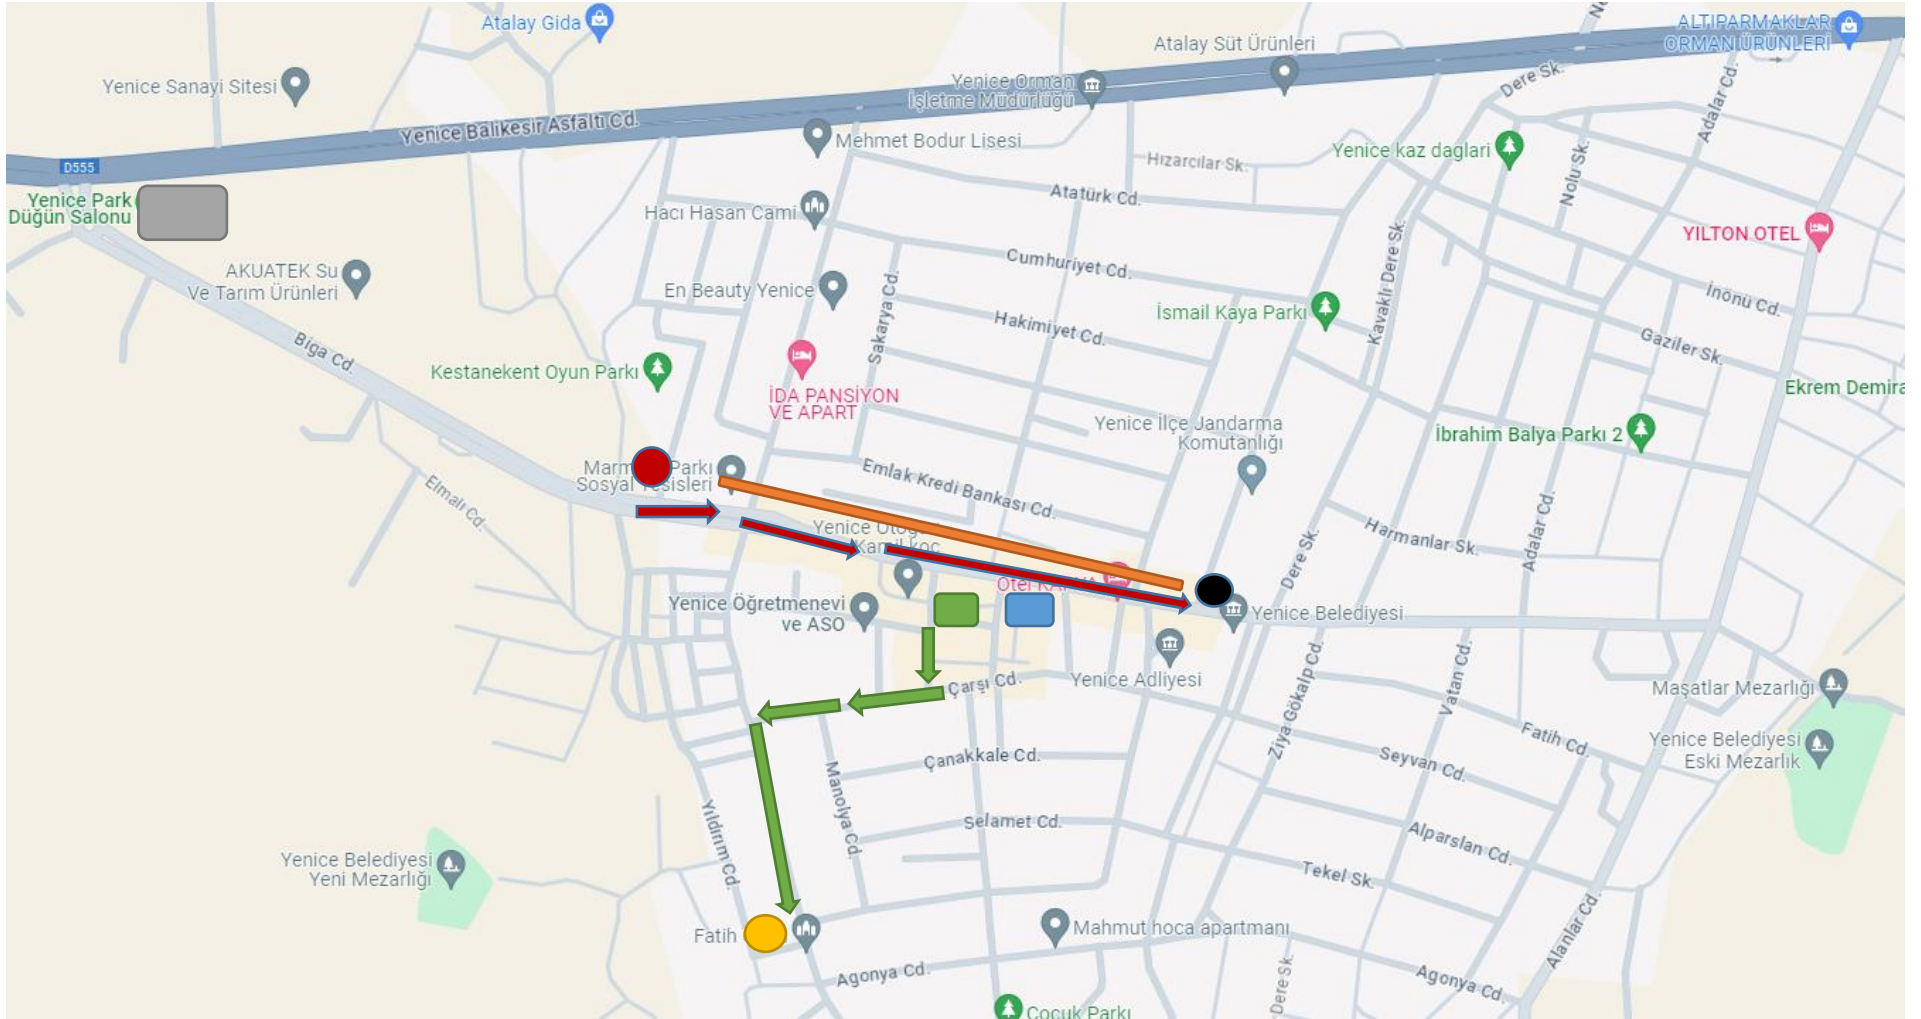 Atalay Gida
ALTIPARMAKLAR
ORMAN ÜRÜNLERİ
Atalay Süt Ürünleri
Yenice Sanayi Sitesi
Yenice Orman
İşletme Müdürlüğü
Dere Sk.
Adalar Cd.
Yenice Balıkesir Asfaltı Cd.
Mehmet Bodur Lisesi
Hızarcılar Sk.
Yenice kaz daglari
Nolu Sk.
D555
Yenice Park
Düğün Salonu
Atatürk Cd.
Hacı Hasan Cami
YILTON OTEL
Cumhuriyet Cd.
Kavaklı Dere Sk.
AKUATEK Su
Ve Tarım Ürünleri
En Beauty Yenice
Sakarya Cd.
İsmail Kaya Parkı
İnönü Cd.
Hakimiyet Cd.
Gaziler Sk.
Biga Cd.
Kestanekent Oyun Parkı
İDA PANSİYON
VE APART
Ekrem Demira
Yenice İlçe Jandarma
Komutanlığı
İbrahim Balya Parkı 2
Emlak Kredi Bankası Cd.
Parkı
Sosyal
Elmalı Cd.
Harmanlar Sk.
Adalar Cd.
Dere Sk.
Yenice
Kamil koç
Otel
Yenice Öğretmenevi
ve ASO
Yenice Belediyesi
Çarşı Cd.
Yenice Adliyesi
Ziya Gökalp Cd.
Vatan Cd.
Maşatlar Mezarlığı
Fatih Cd.
Yenice Belediyesi
Eski Mezarlık
Çanakkale Cd.
Seyvan Cd.
Manolya Cd.
Yıldırım Cd.
Selamet Cd.
Alparslan Cd.
Yenice Belediyesi
Yeni Mezarlığı
Tekel Sk.
Fatih
Mahmut hoca apartmanı
Alanlar Cd.
Agonya Cd.
Dere Sk.
Agonya Cd.
Çocuk Parkı